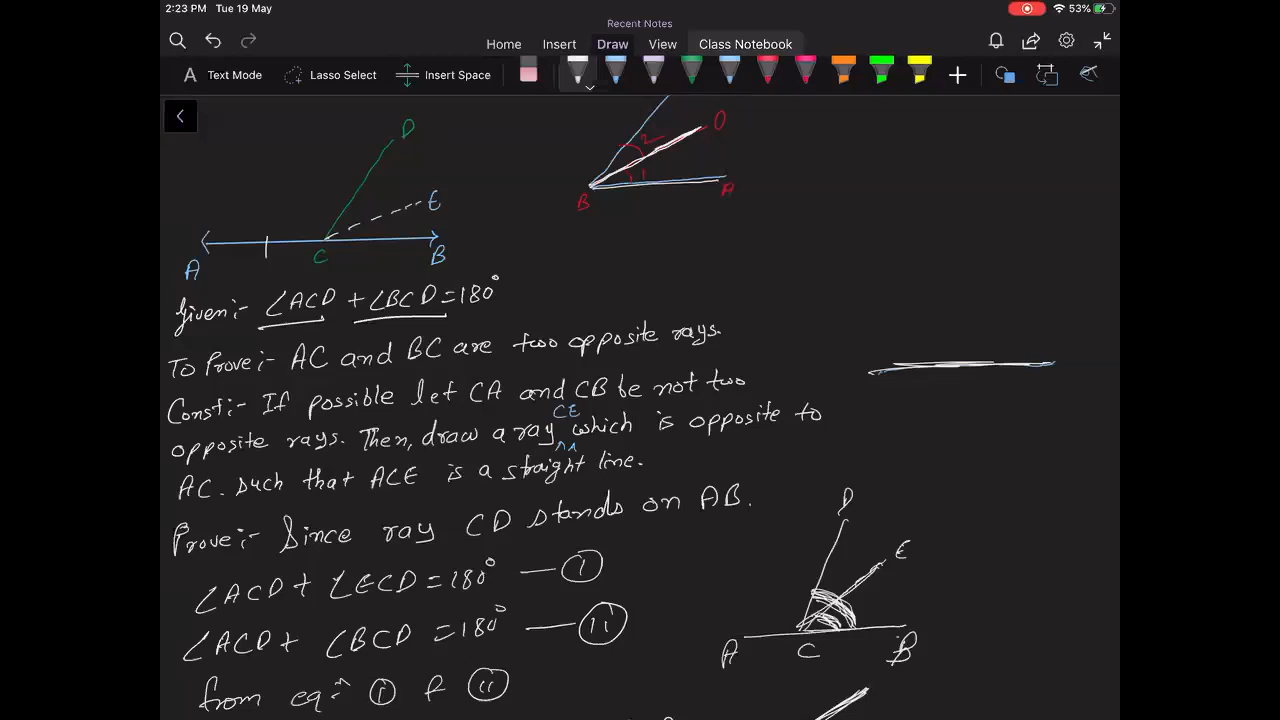 2:23 PM Tue 19 May
53%
Recent Notes
Home Insert Draw View Class Notebook
Text Mode Lasso Select Insert Space
D
E
A C B
2
1
O
B A
Given:- ∠ACD + ∠BCD = 180°
To Prove:- AC and BC are two opposite rays.
Const:- If possible let CA and CB be not two
opposite rays. Then, draw a ray CE which is opposite to
AC. such that ACE is a straight line.
Prove:- Since ray CD stands on AB.
∠ACD + ∠ECD = 180° — (i)
∠ACD + ∠BCD = 180° — (ii)
from eqn (i) & (ii)
D
E
A C B